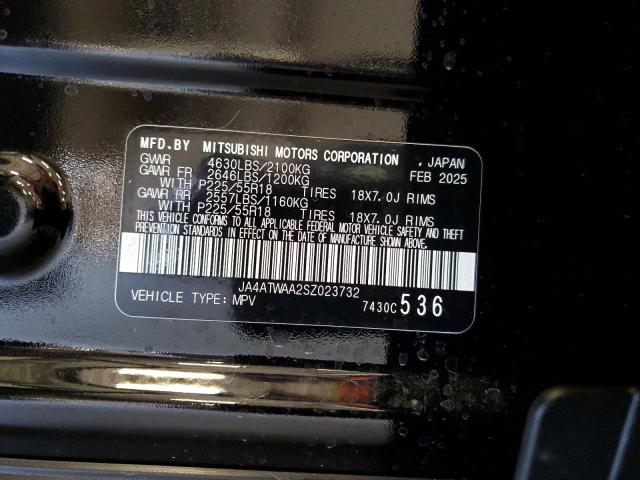 MFD.BY MITSUBISHI MOTORS CORPORATION , JAPAN
GVWR 4630LBS/2100KG FEB 2025
GAWR FR 2646LBS/1200KG
WITH P225/55R18 TIRES 18X7.0J RIMS
GAWR RR 2557LBS/1160KG
WITH P225/55R18 TIRES 18X7.0J RIMS
THIS VEHICLE CONFORMS TO ALL APPLICABLE FEDERAL MOTOR VEHICLE SAFETY AND THEFT
PREVENTION STANDARDS IN EFFECT ON THE DATE OF MANUFACTURE SHOWN ABOVE.
JA4ATWAA2SZ023732
VEHICLE TYPE: MPV 7430C 536